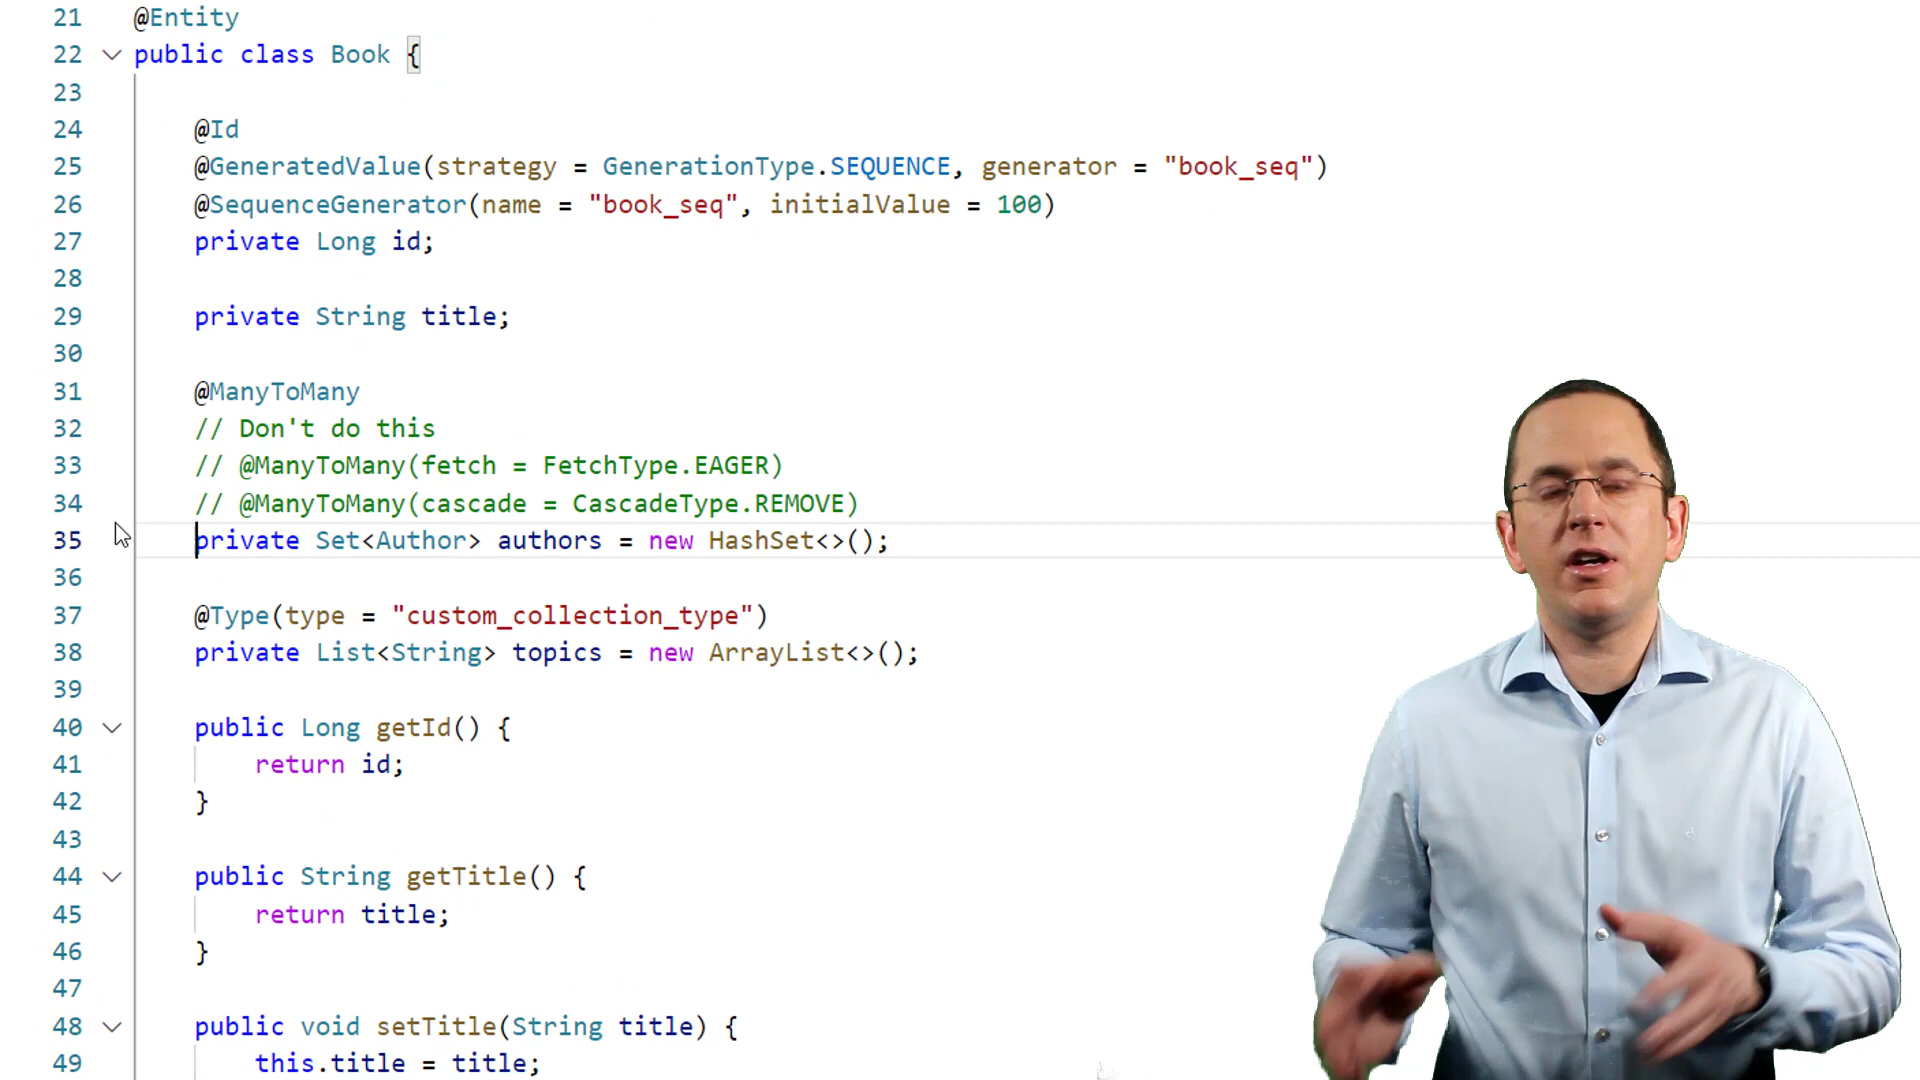 21 @Entity
22 public class Book {
23
24 @Id
25 @GeneratedValue(strategy = GenerationType.SEQUENCE, generator = "book_seq")
26 @SequenceGenerator(name = "book_seq", initialValue = 100)
27 private Long id;
28
29 private String title;
30
31 @ManyToMany
32 // Don't do this
33 // @ManyToMany(fetch = FetchType.EAGER)
34 // @ManyToMany(cascade = CascadeType.REMOVE)
35 private Set<Author> authors = new HashSet<>();
36
37 @Type(type = "custom_collection_type")
38 private List<String> topics = new ArrayList<>();
39
40 public Long getId() {
41 return id;
42 }
43
44 public String getTitle() {
45 return title;
46 }
47
48 public void setTitle(String title) {
49 this.title = title;